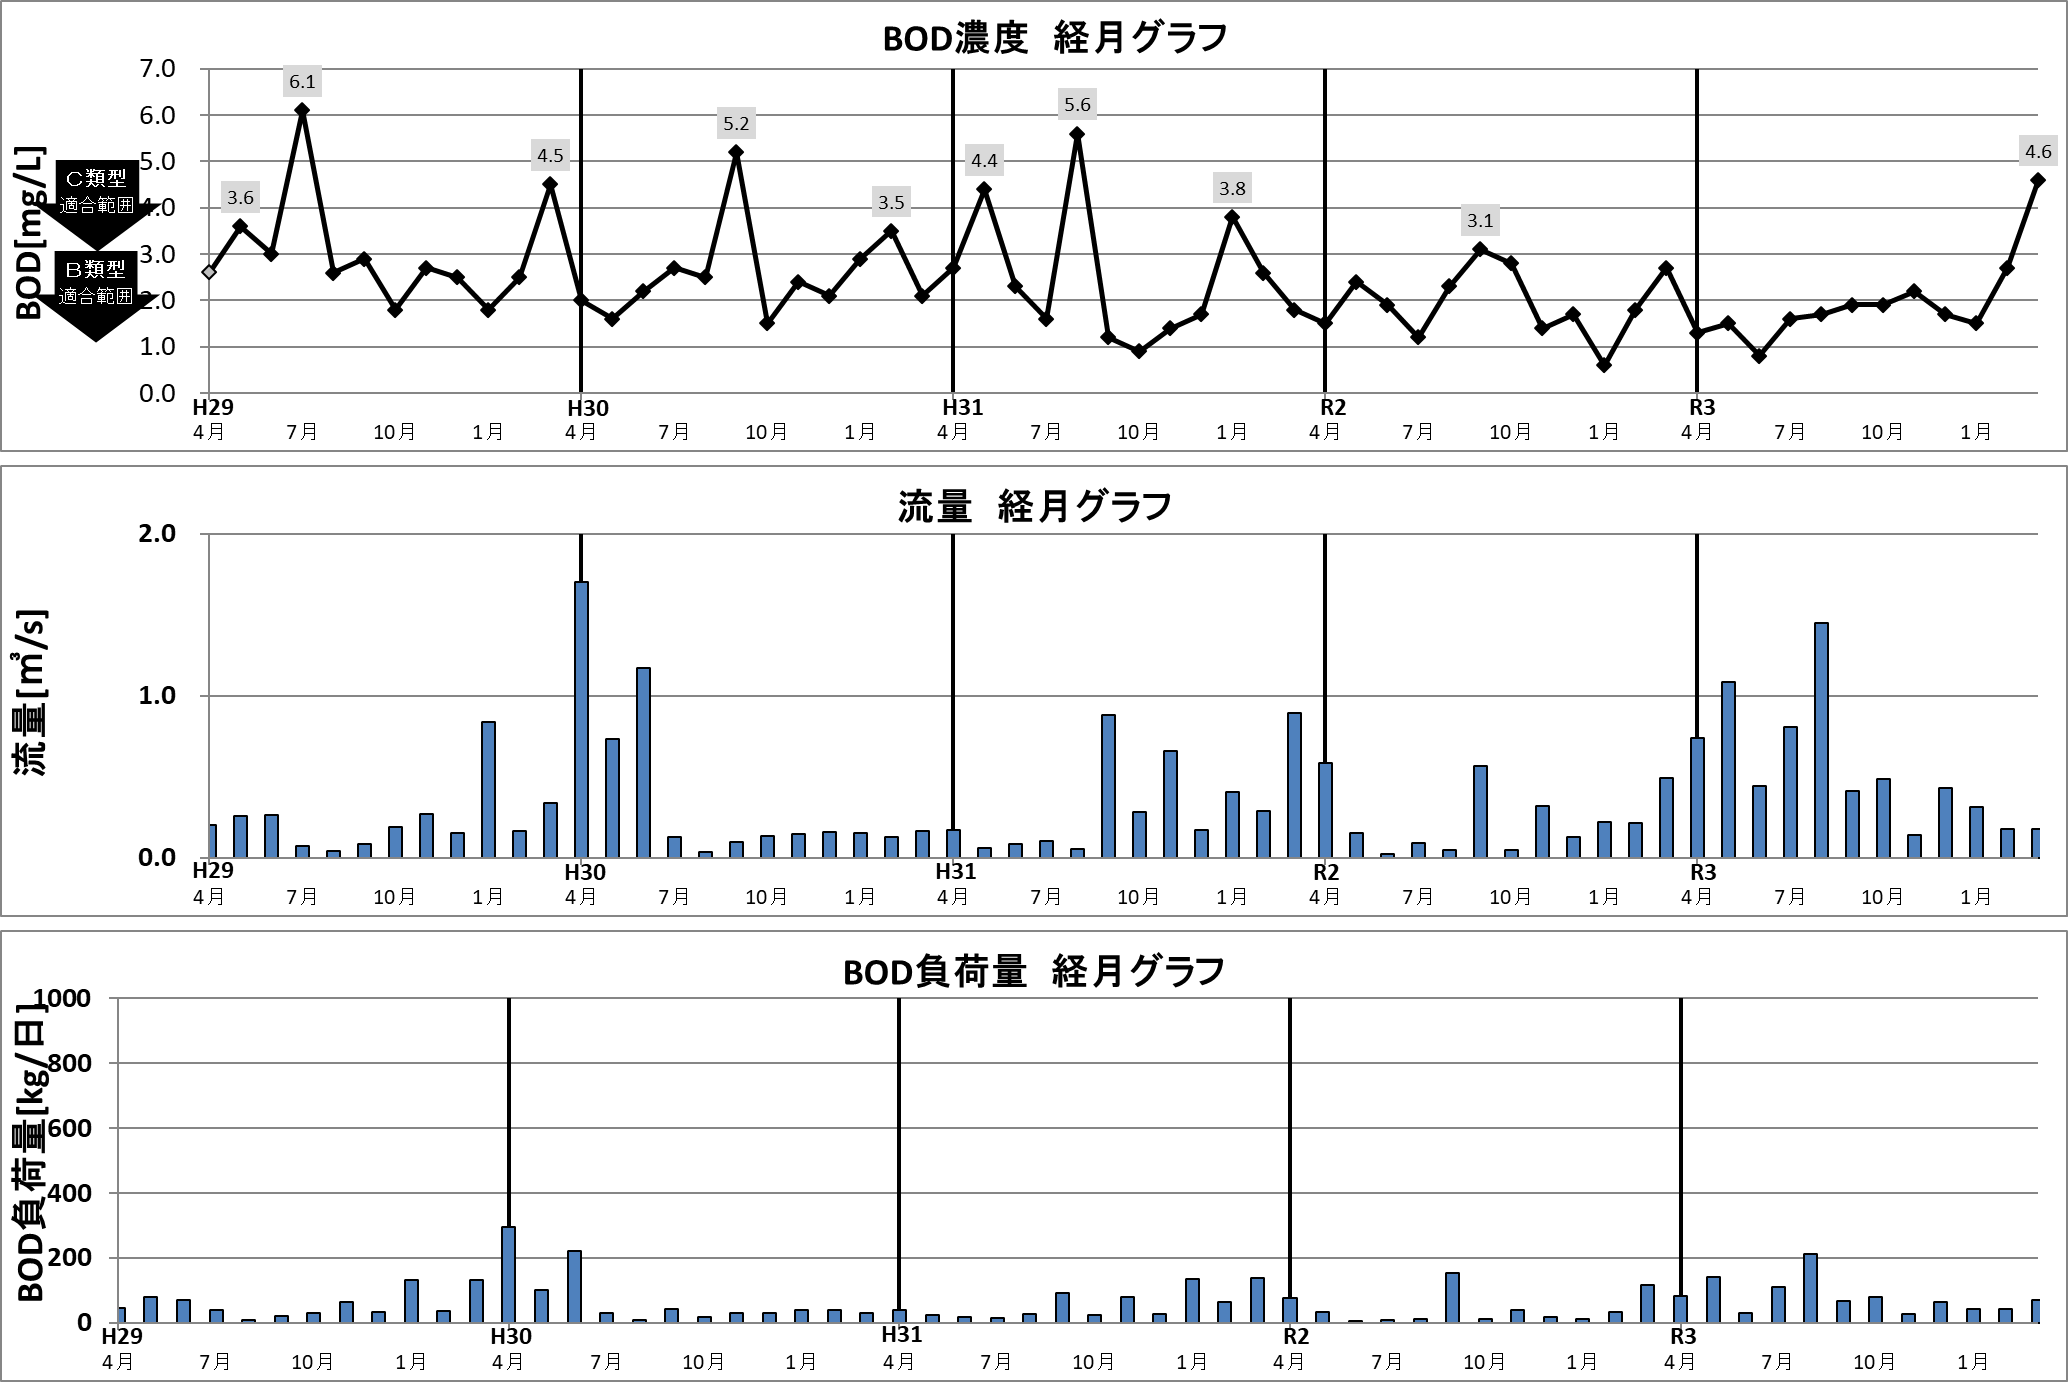 BOD濃度　経月グラフ
BOD[mg/L]
7.0
6.0
5.0
4.0
3.0
2.0
1.0
0.0
C類型
適合範囲
B類型
適合範囲
3.6
6.1
4.5
5.2
3.5
4.4
5.6
3.8
3.1
4.6
H29 H30 H31 R2 R3
4月 7月 10月 1月 4月 7月 10月 1月 4月 7月 10月 1月 4月 7月 10月 1月 4月 7月 10月 1月
流量　経月グラフ
流量[㎥/s]
2.0
1.0
0.0
H29 H30 H31 R2 R3
4月 7月 10月 1月 4月 7月 10月 1月 4月 7月 10月 1月 4月 7月 10月 1月 4月 7月 10月 1月
BOD負荷量　経月グラフ
BOD負荷量[kg/日]
1000
800
600
400
200
0
H29 H30 H31 R2 R3
4月 7月 10月 1月 4月 7月 10月 1月 4月 7月 10月 1月 4月 7月 10月 1月 4月 7月 10月 1月